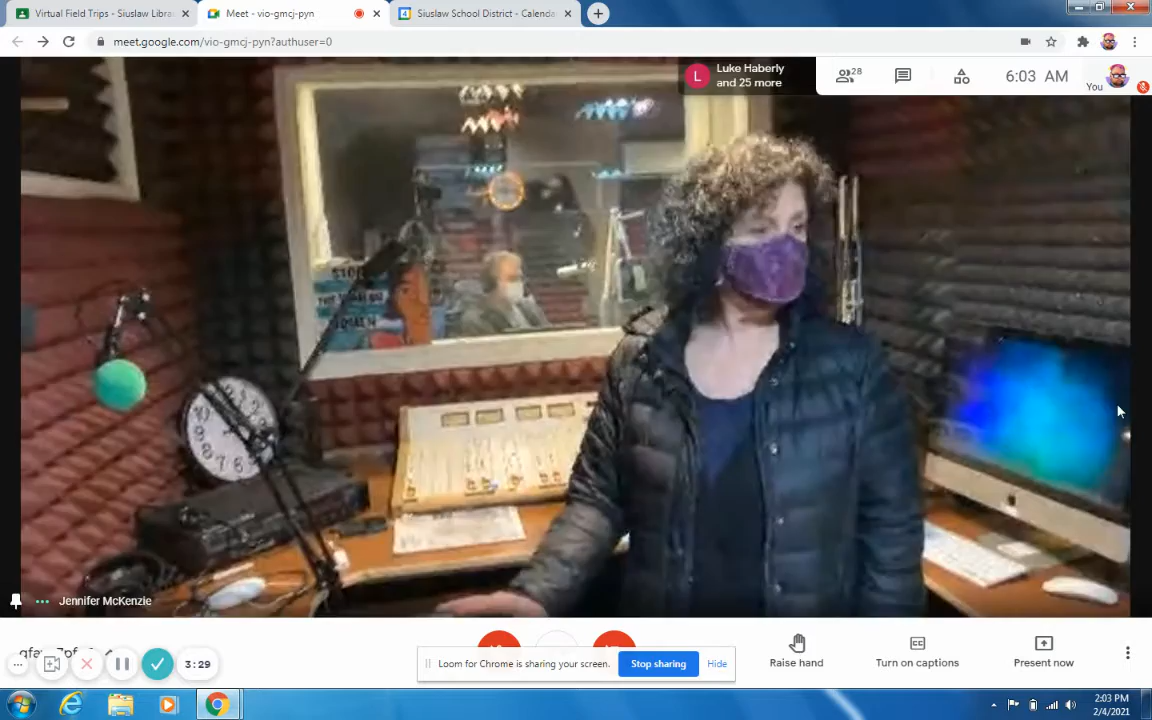 Virtual Field Trips - Siuslaw Libra
Meet - vio-gmcj-pyn
Siuslaw School District - Calenda
meet.google.com/vio-gmcj-pyn?authuser=0
Luke Haberly
and 25 more
L
28
6:03 AM
You
Jennifer McKenzie
3:29
Loom for Chrome is sharing your screen.
Stop sharing
Hide
Raise hand
Turn on captions
Present now
2:03 PM
2/4/2021